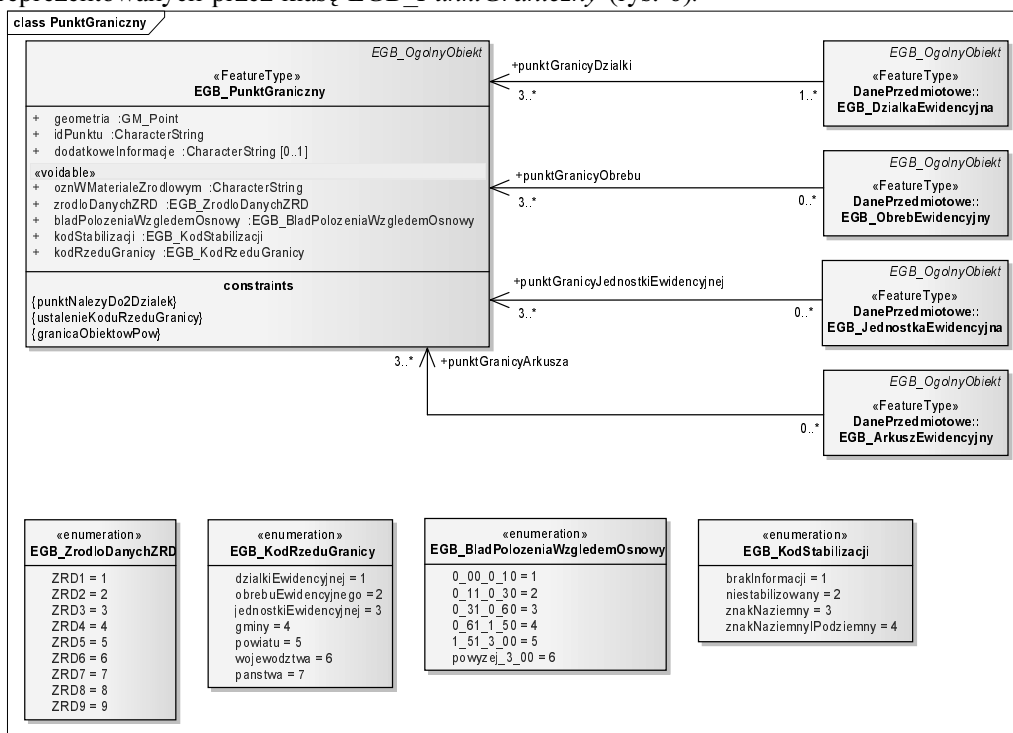 reprezentowanych przez klasę EGB_PunktGraniczny (rys. 6).
class PunktGraniczny
EGB_OgolnyObiekt
«FeatureType»
EGB_PunktGraniczny
+ geometria :GM_Point
+ idPunktu :CharacterString
+ dodatkoweInformacje :CharacterString [0..1]
«voidable»
+ oznWMaterialeZrodlowym :CharacterString
+ zrodloDanychZRD :EGB_ZrodloDanychZRD
+ bladPolozeniaWzgledemOsnowy :EGB_BladPolozeniaWzgledemOsnowy
+ kodStabilizacji :EGB_KodStabilizacji
+ kodRzeduGranicy :EGB_KodRzeduGranicy
constraints
{punktNalezyDo2Dzialek}
{ustalenieKoduRzeduGranicy}
{granicaObiektowPow}
+punktGranicyDzialki
3..*
1..*
EGB_OgolnyObiekt
«FeatureType»
DanePrzedmiotowe::
EGB_DzialkaEwidencyjna
+punktGranicyObrebu
3..*
0..*
EGB_OgolnyObiekt
«FeatureType»
DanePrzedmiotowe::
EGB_ObrebEwidencyjny
+punktGranicyJednostkiEwidencyjnej
3..*
0..*
EGB_OgolnyObiekt
«FeatureType»
DanePrzedmiotowe::
EGB_JednostkaEwidencyjna
3..*
+punktGranicyArkusza
0..*
EGB_OgolnyObiekt
«FeatureType»
DanePrzedmiotowe::
EGB_ArkuszEwidencyjny
«enumeration»
EGB_ZrodloDanychZRD
ZRD1 = 1
ZRD2 = 2
ZRD3 = 3
ZRD4 = 4
ZRD5 = 5
ZRD6 = 6
ZRD7 = 7
ZRD8 = 8
ZRD9 = 9
«enumeration»
EGB_KodRzeduGranicy
dzialkiEwidencyjnej = 1
obrebuEwidencyjnego = 2
jednostkiEwidencyjnej = 3
gminy = 4
powiatu = 5
wojewodztwa = 6
panstwa = 7
«enumeration»
EGB_BladPolozeniaWzgledemOsnowy
0_00_0_10 = 1
0_11_0_30 = 2
0_31_0_60 = 3
0_61_1_50 = 4
1_51_3_00 = 5
powyzej_3_00 = 6
«enumeration»
EGB_KodStabilizacji
brakInformacji = 1
niestabilizowany = 2
znakNaziemny = 3
znakNaziemnyIPodziemny = 4